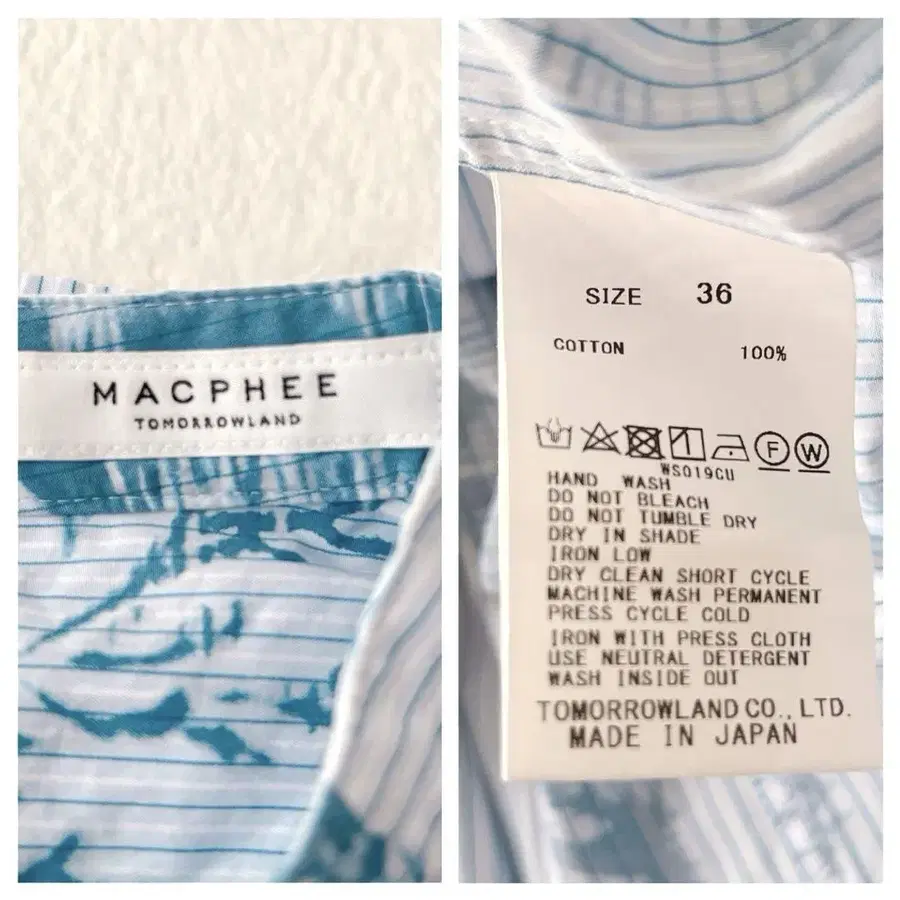 MACPHEE
TOMORROWLAND
SIZE 36
COTTON 100%
F W
WS019CU
HAND WASH
DO NOT BLEACH
DO NOT TUMBLE DRY
DRY IN SHADE
IRON LOW
DRY CLEAN SHORT CYCLE
MACHINE WASH PERMANENT
PRESS CYCLE COLD
IRON WITH PRESS CLOTH
USE NEUTRAL DETERGENT
WASH INSIDE OUT
TOMORROWLAND CO., LTD.
MADE IN JAPAN